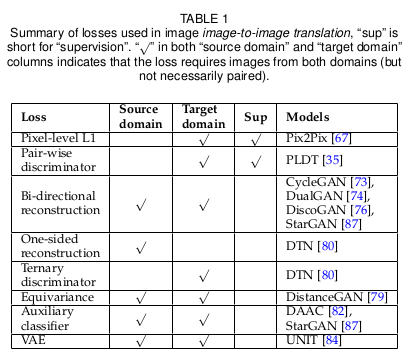 TABLE 1
Summary of losses used in image image-to-image translation, “sup” is
short for “supervision”. “√” in both “source domain” and “target domain”
columns indicates that the loss requires images from both domains (but
not necessarily paired).
Loss Source domain Target domain Sup Models
Pixel-level L1 √ √ Pix2Pix [67]
Pair-wise discriminator √ √ PLDT [35]
Bi-directional reconstruction √ √ CycleGAN [73], DualGAN [74], DiscoGAN [76], StarGAN [87]
One-sided reconstruction √ DTN [80]
Ternary discriminator √ DTN [80]
Equivariance √ √ DistanceGAN [79]
Auxiliary classifier √ √ DAAC [82], StarGAN [87]
VAE √ √ UNIT [84]